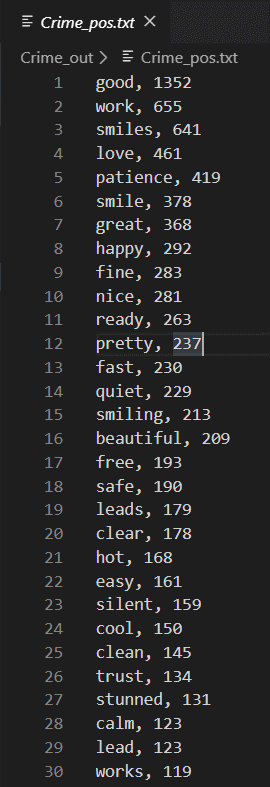 Crime_pos.txt
Crime_out > Crime_pos.txt
1 good, 1352
2 work, 655
3 smiles, 641
4 love, 461
5 patience, 419
6 smile, 378
7 great, 368
8 happy, 292
9 fine, 283
10 nice, 281
11 ready, 263
12 pretty, 237
13 fast, 230
14 quiet, 229
15 smiling, 213
16 beautiful, 209
17 free, 193
18 safe, 190
19 leads, 179
20 clear, 178
21 hot, 168
22 easy, 161
23 silent, 159
24 cool, 150
25 clean, 145
26 trust, 134
27 stunned, 131
28 calm, 123
29 lead, 123
30 works, 119